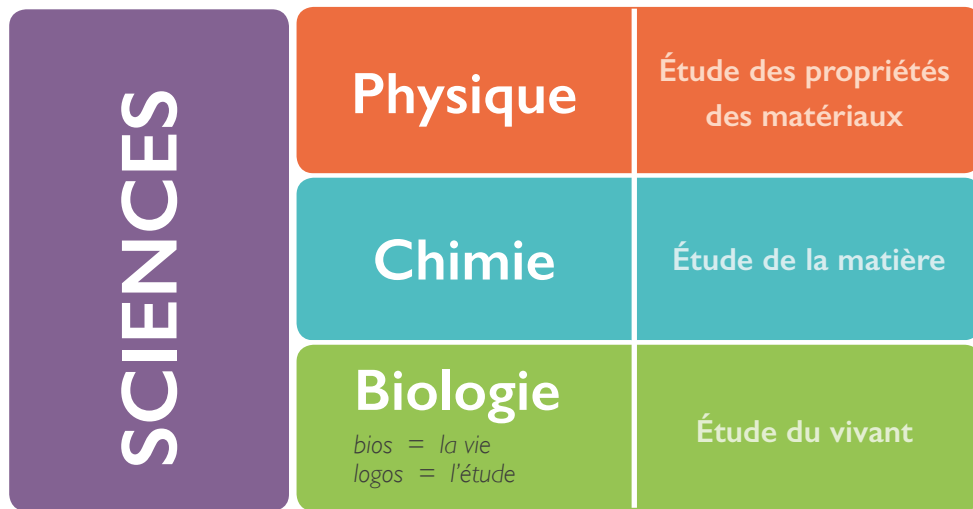 SCIENCES
Physique
Étude des propriétés
des matériaux
Chimie
Étude de la matière
Biologie
bios = la vie
logos = l'étude
Étude du vivant